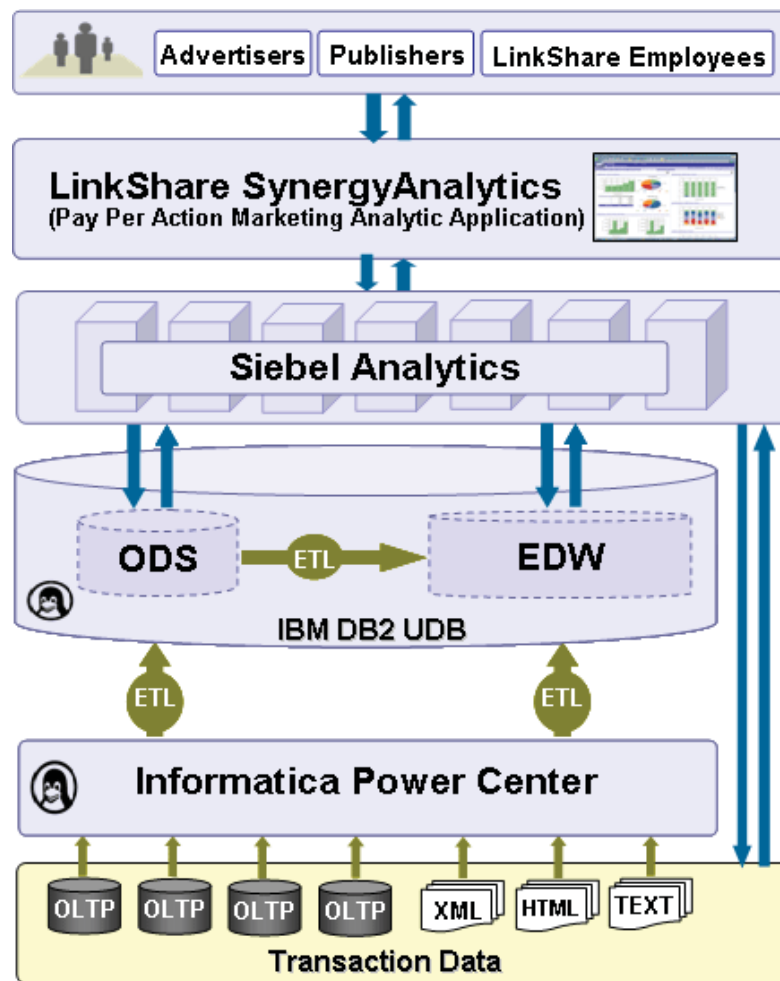 Advertisers
Publishers
LinkShare Employees
LinkShare SynergyAnalytics
(Pay Per Action Marketing Analytic Application)
Siebel Analytics
ODS
ETL
EDW
IBM DB2 UDB
ETL
ETL
Informatica Power Center
OLTP
OLTP
OLTP
OLTP
XML
HTML
TEXT
Transaction Data